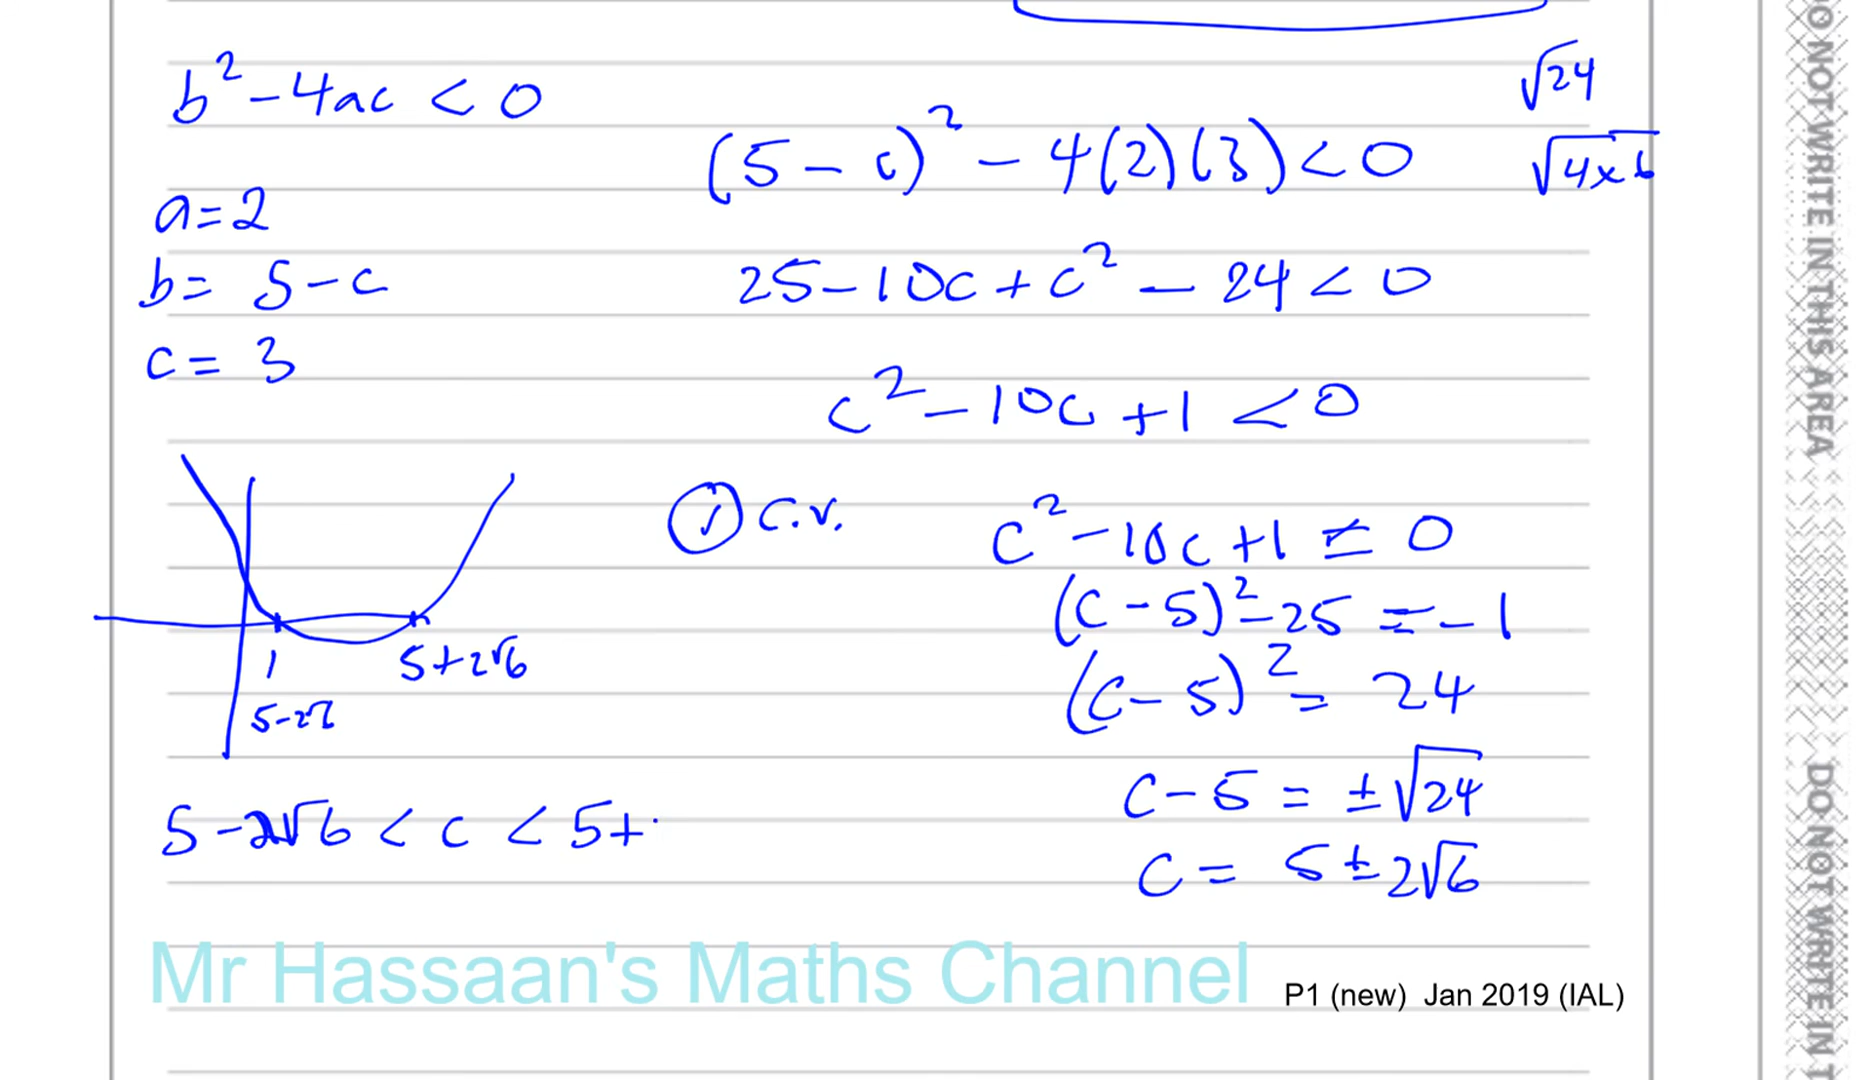 b² - 4ac < 0
a = 2
b = 5 - c
c = 3
√24
√4×6
(5 - c)² - 4(2)(3) < 0
25 - 10c + c² - 24 < 0
c² - 10c + 1 < 0
① C.V.
c² - 10c + 1 = 0
(c - 5)² - 25 = -1
(c - 5)² = 24
c - 5 = ±√24
c = 5 ± 2√6
1
5 + 2√6
5 - 2√6 < c < 5 +
Mr Hassaan's Maths Channel
P1 (new) Jan 2019 (IAL)
DO NOT WRITE IN THIS AREA
DO NOT WRITE IN T